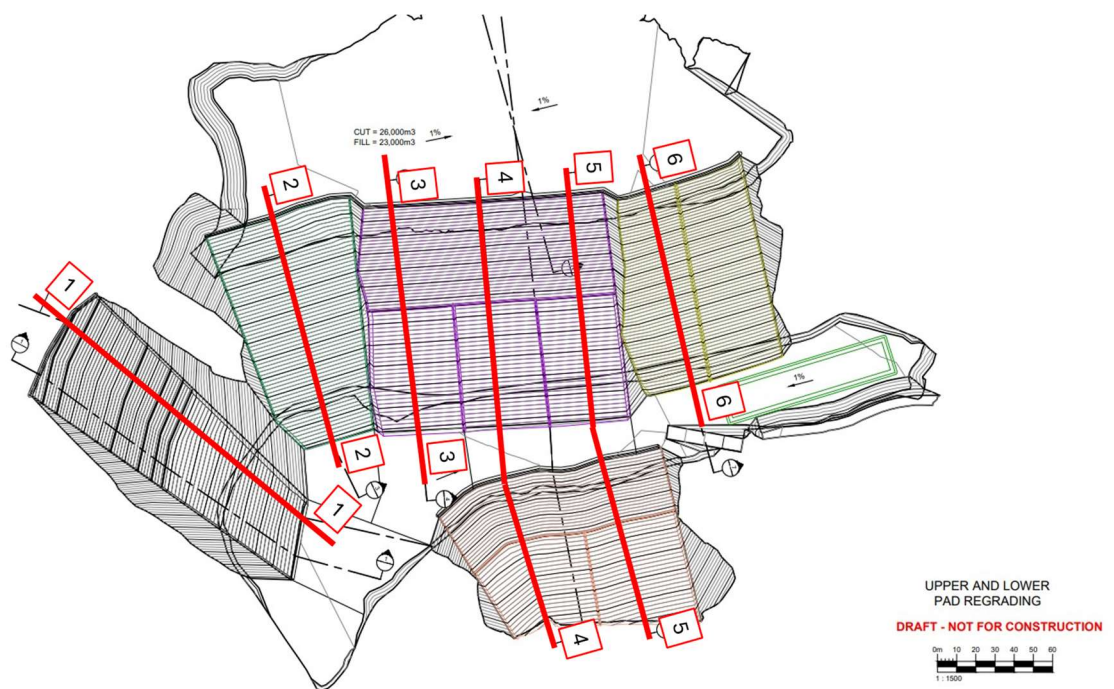 1%
CUT = 26,000m3
FILL = 23,000m3
1%
6
5
4
3
2
1
1%
6
3
2
1
5
4
UPPER AND LOWER
PAD REGRADING
DRAFT - NOT FOR CONSTRUCTION
0m 10 20 30 40 50 60
1 : 1500